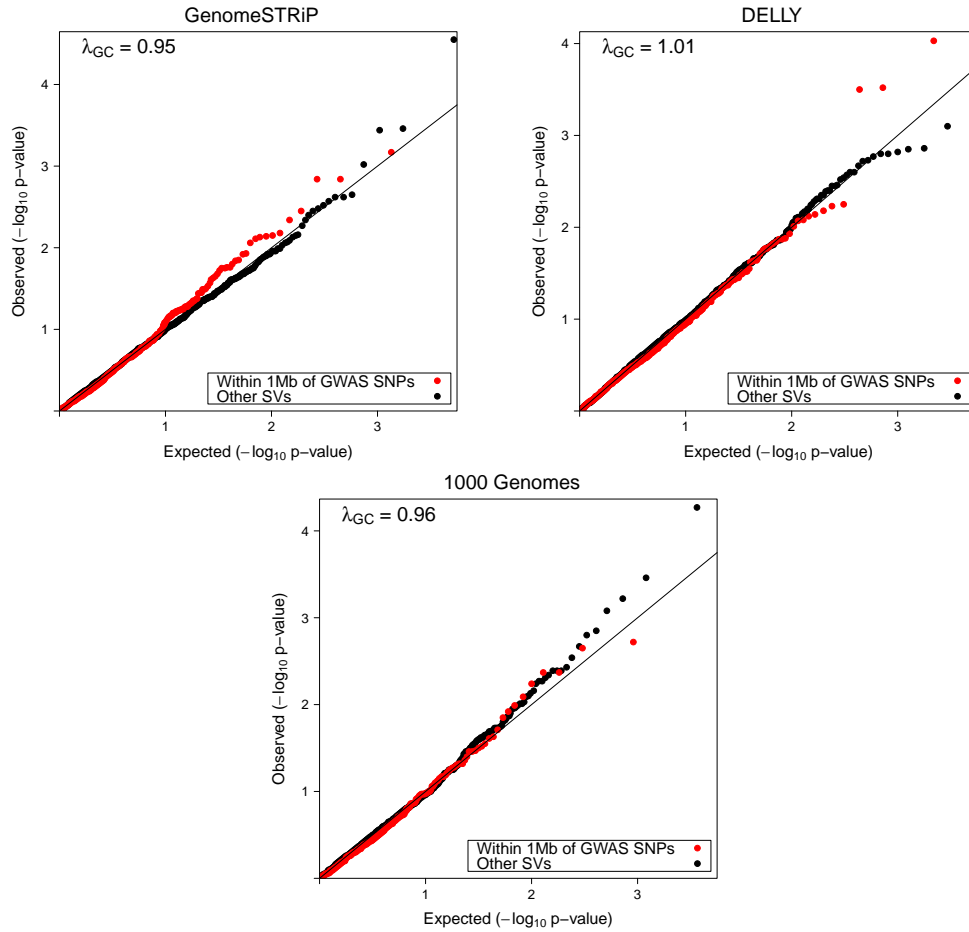 GenomeSTRiP
λGC = 0.95
Observed (−log10 p−value)
4
3
2
1
Within 1Mb of GWAS SNPs
Other SVs
1 2 3
Expected (−log10 p−value)
DELLY
λGC = 1.01
Observed (−log10 p−value)
4
3
2
1
Within 1Mb of GWAS SNPs
Other SVs
1 2 3
Expected (−log10 p−value)
1000 Genomes
λGC = 0.96
Observed (−log10 p−value)
4
3
2
1
Within 1Mb of GWAS SNPs
Other SVs
1 2 3
Expected (−log10 p−value)